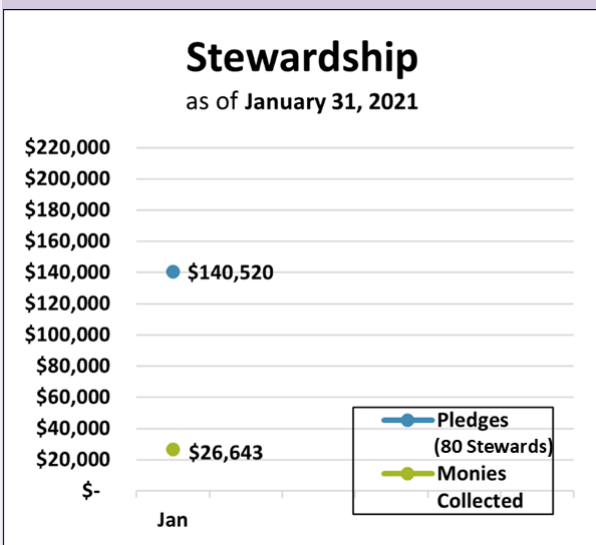 Stewardship
as of January 31, 2021
$220,000
$200,000
$180,000
$160,000
$140,000
$140,520
$120,000
$100,000
$80,000
$60,000
$40,000
$20,000
$26,643
$-
Jan
Pledges
(80 Stewards)
Monies
Collected